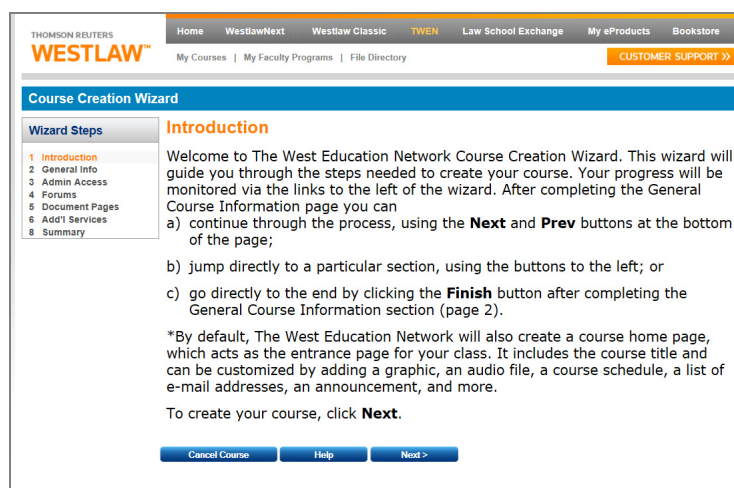 THOMSON REUTERS
WESTLAW™
Home WestlawNext Westlaw Classic TWEN Law School Exchange My eProducts Bookstore
My Courses | My Faculty Programs | File Directory
CUSTOMER SUPPORT »
Course Creation Wizard
Wizard Steps
1 Introduction
2 General Info
3 Admin Access
4 Forums
5 Document Pages
6 Add'l Services
8 Summary
Introduction
Welcome to The West Education Network Course Creation Wizard. This wizard will
guide you through the steps needed to create your course. Your progress will be
monitored via the links to the left of the wizard. After completing the General
Course Information page you can
a) continue through the process, using the Next and Prev buttons at the bottom
of the page;
b) jump directly to a particular section, using the buttons to the left; or
c) go directly to the end by clicking the Finish button after completing the
General Course Information section (page 2).
*By default, The West Education Network will also create a course home page,
which acts as the entrance page for your class. It includes the course title and
can be customized by adding a graphic, an audio file, a course schedule, a list of
e-mail addresses, an announcement, and more.
To create your course, click Next.
Cancel Course Help Next >